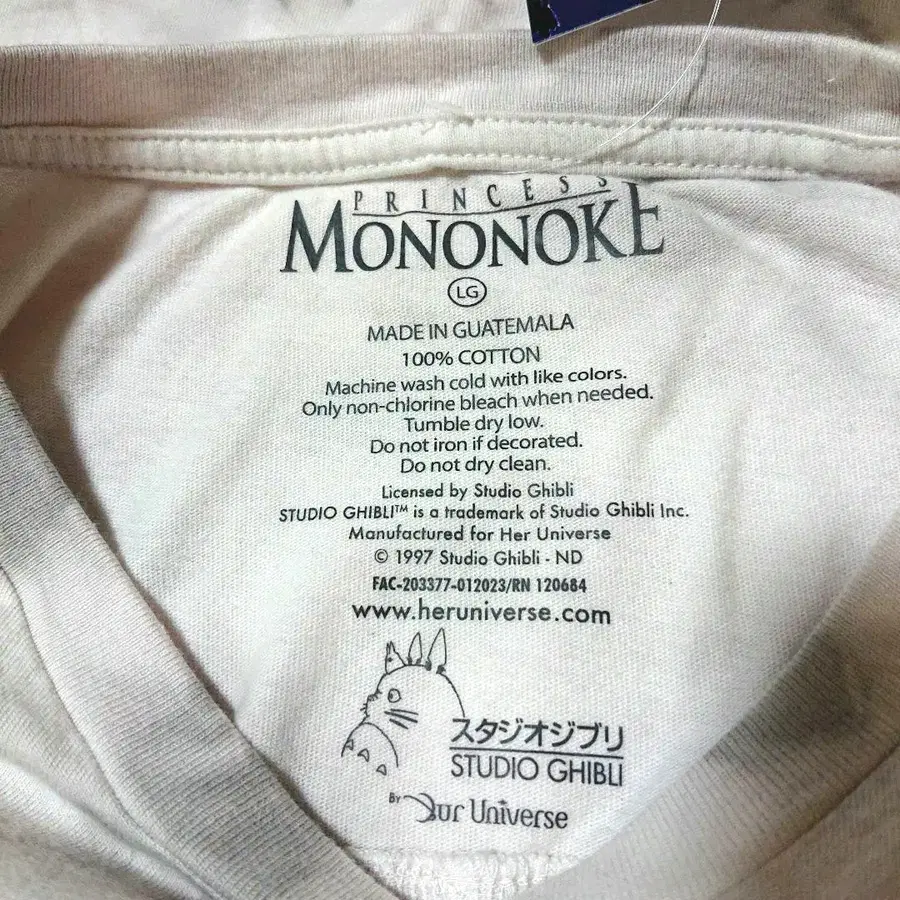 PRINCESS
MONONOKE
LG
MADE IN GUATEMALA
100% COTTON
Machine wash cold with like colors.
Only non-chlorine bleach when needed.
Tumble dry low.
Do not iron if decorated.
Do not dry clean.
Licensed by Studio Ghibli
STUDIO GHIBLI™ is a trademark of Studio Ghibli Inc.
Manufactured for Her Universe
© 1997 Studio Ghibli - ND
FAC-203377-012023/RN 120684
www.heruniverse.com
スタジオジブリ
STUDIO GHIBLI
BY Our Universe